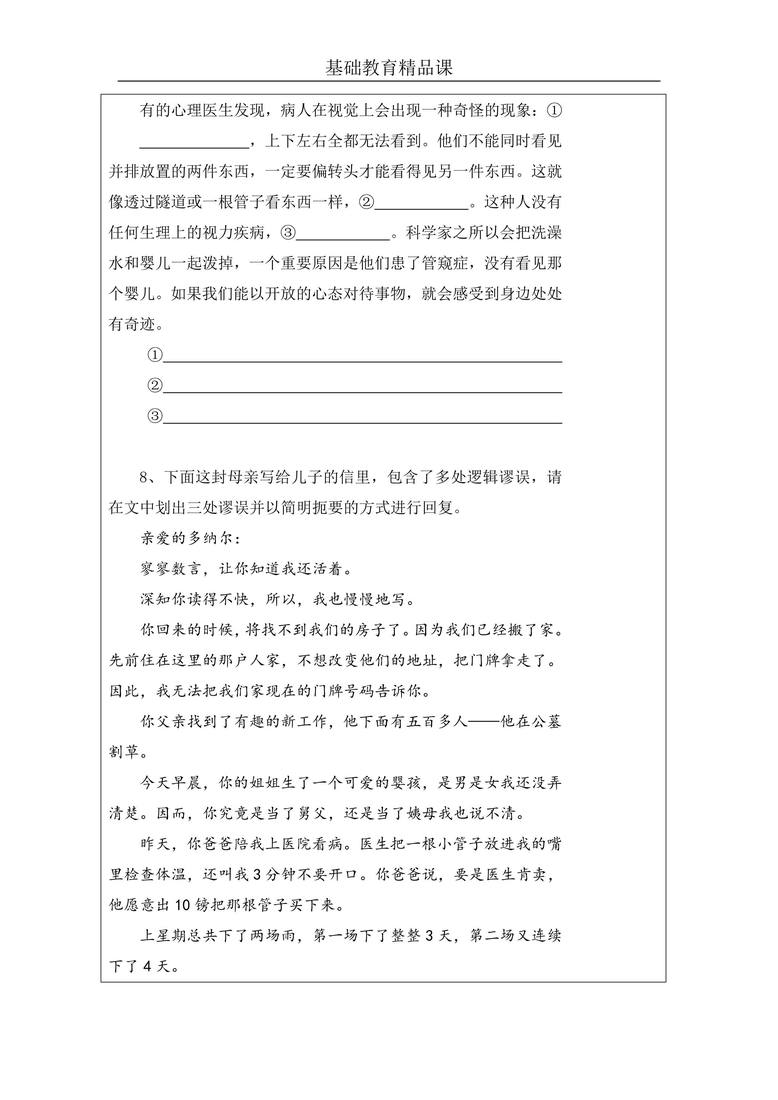 基础教育精品课
有的心理医生发现，病人在视觉上会出现一种奇怪的现象：①
______________，上下左右全都无法看到。他们不能同时看见
并排放置的两件东西，一定要偏转头才能看得见另一件东西。这就
像透过隧道或一根管子看东西一样，②____________。这种人没有
任何生理上的视力疾病，③____________。科学家之所以会把洗澡
水和婴儿一起泼掉，一个重要原因是他们患了管窥症，没有看见那
个婴儿。如果我们能以开放的心态对待事物，就会感受到身边处处
有奇迹。
①__________________________________________________
②__________________________________________________
③__________________________________________________
8、下面这封母亲写给儿子的信里，包含了多处逻辑谬误，请
在文中划出三处谬误并以简明扼要的方式进行回复。
亲爱的多纳尔：
寥寥数言，让你知道我还活着。
深知你读得不快，所以，我也慢慢地写。
你回来的时候，将找不到我们的房子了。因为我们已经搬了家。
先前住在这里的那户人家，不想改变他们的地址，把门牌拿走了。
因此，我无法把我们家现在的门牌号码告诉你。
你父亲找到了有趣的新工作，他下面有五百多人——他在公墓
割草。
今天早晨，你的姐姐生了一个可爱的婴孩，是男是女我还没弄
清楚。因而，你究竟是当了舅父，还是当了姨母我也说不清。
昨天，你爸爸陪我上医院看病。医生把一根小管子放进我的嘴
里检查体温，还叫我 3 分钟不要开口。你爸爸说，要是医生肯卖，
他愿意出 10 镑把那根管子买下来。
上星期总共下了两场雨，第一场下了整整 3 天，第二场又连续
下了 4 天。